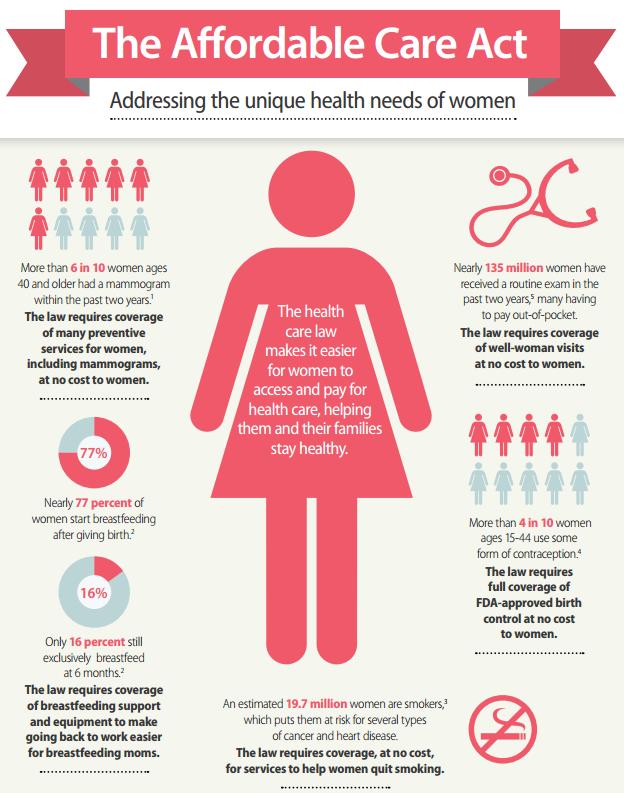 The Affordable Care Act
Addressing the unique health needs of women
More than 6 in 10 women ages
40 and older had a mammogram
within the past two years.¹
The law requires coverage
of many preventive
services for women,
including mammograms,
at no cost to women.
77%
Nearly 77 percent of
women start breastfeeding
after giving birth.²
16%
Only 16 percent still
exclusively breastfeed
at 6 months.²
The law requires coverage
of breastfeeding support
and equipment to make
going back to work easier
for breastfeeding moms.
The health
care law
makes it easier
for women to
access and pay for
health care, helping
them and their families
stay healthy.
An estimated 19.7 million women are smokers,³
which puts them at risk for several types
of cancer and heart disease.
The law requires coverage, at no cost,
for services to help women quit smoking.
Nearly 135 million women have
received a routine exam in the
past two years,⁵ many having
to pay out-of-pocket.
The law requires coverage
of well-woman visits
at no cost to women.
More than 4 in 10 women
ages 15-44 use some
form of contraception.⁴
The law requires
full coverage of
FDA-approved birth
control at no cost
to women.